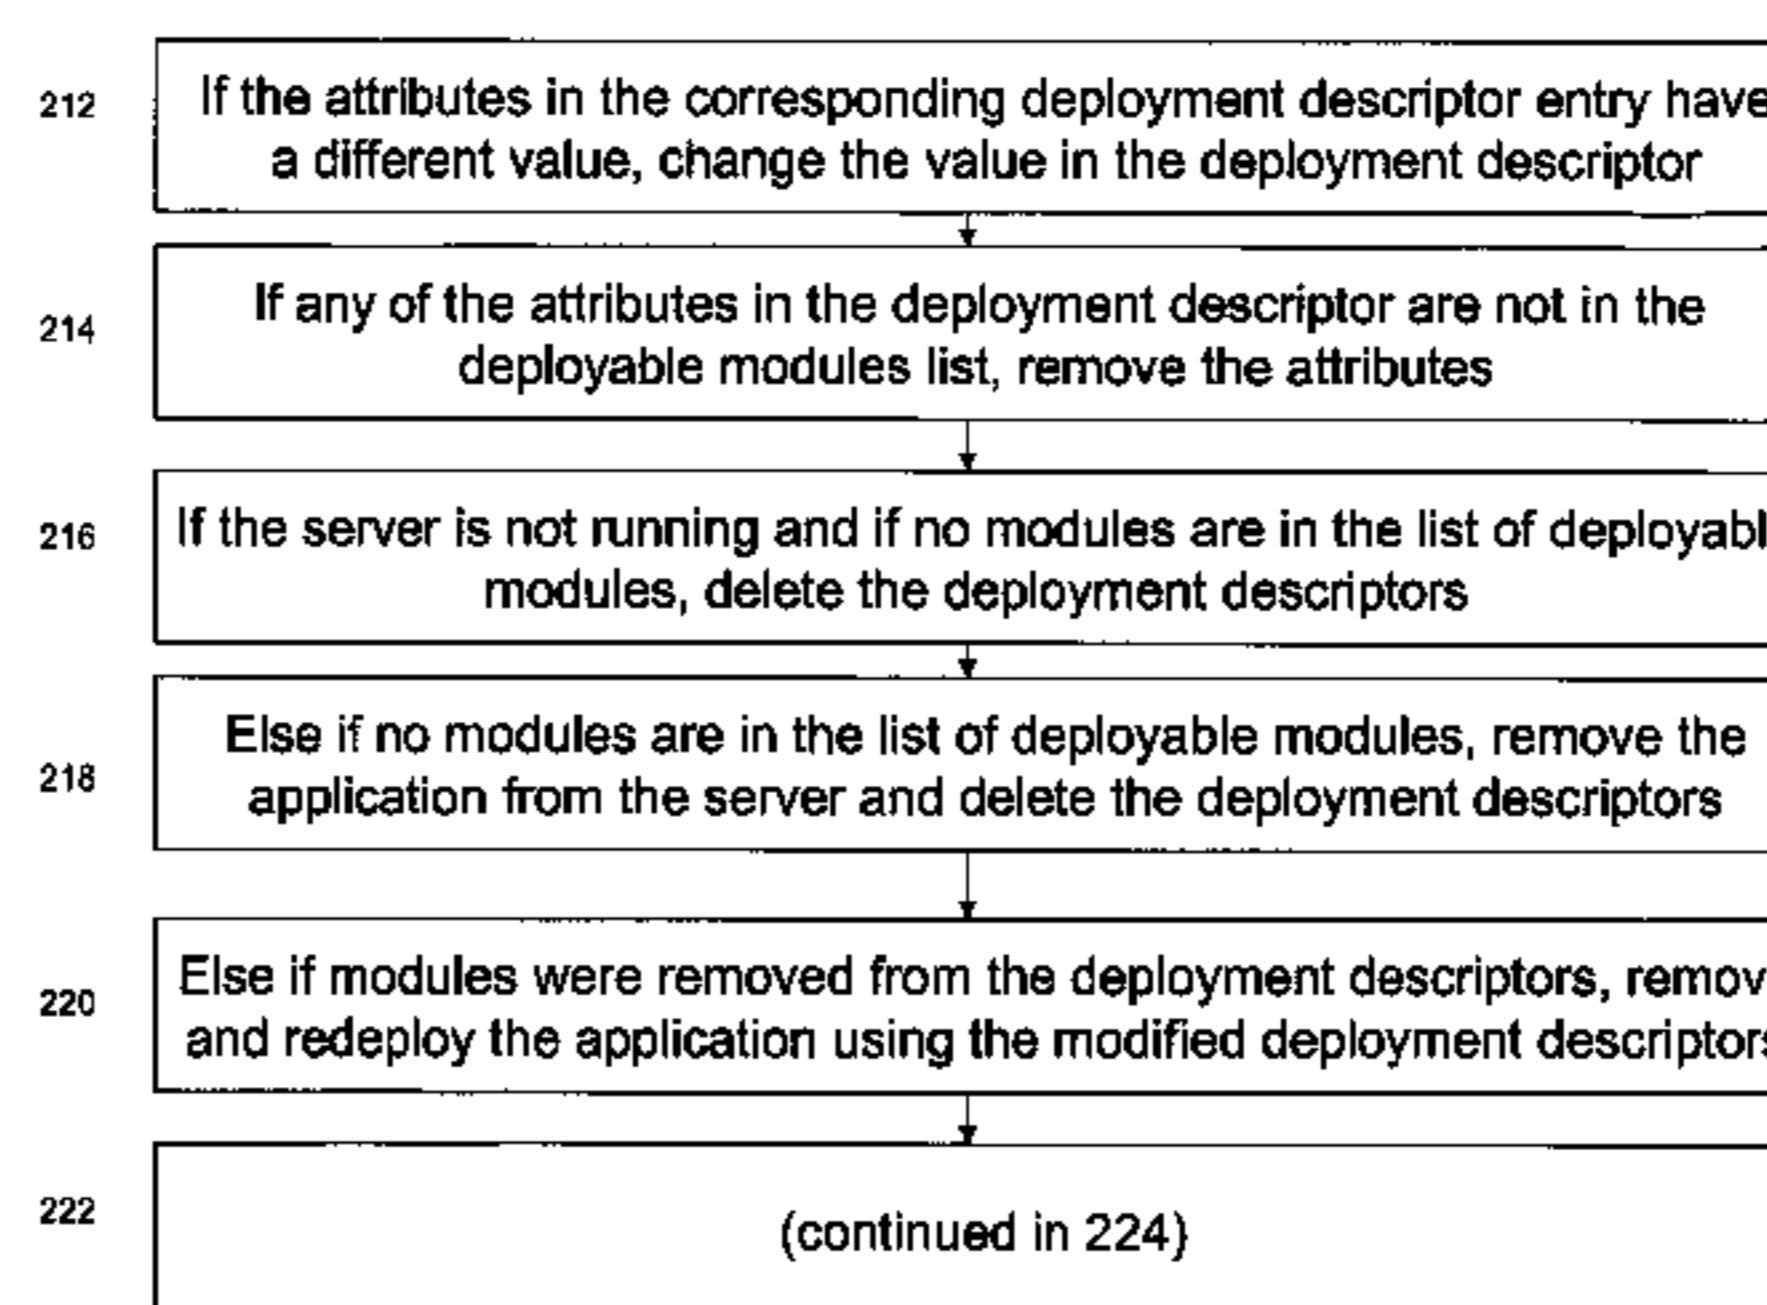 212
If the attributes in the corresponding deployment descriptor entry have
a different value, change the value in the deployment descriptor
214
If any of the attributes in the deployment descriptor are not in the
deployable modules list, remove the attributes
216
If the server is not running and if no modules are in the list of deployabl
modules, delete the deployment descriptors
218
Else if no modules are in the list of deployable modules, remove the
application from the server and delete the deployment descriptors
220
Else if modules were removed from the deployment descriptors, remov
and redeploy the application using the modified deployment descriptors
222
(continued in 224)